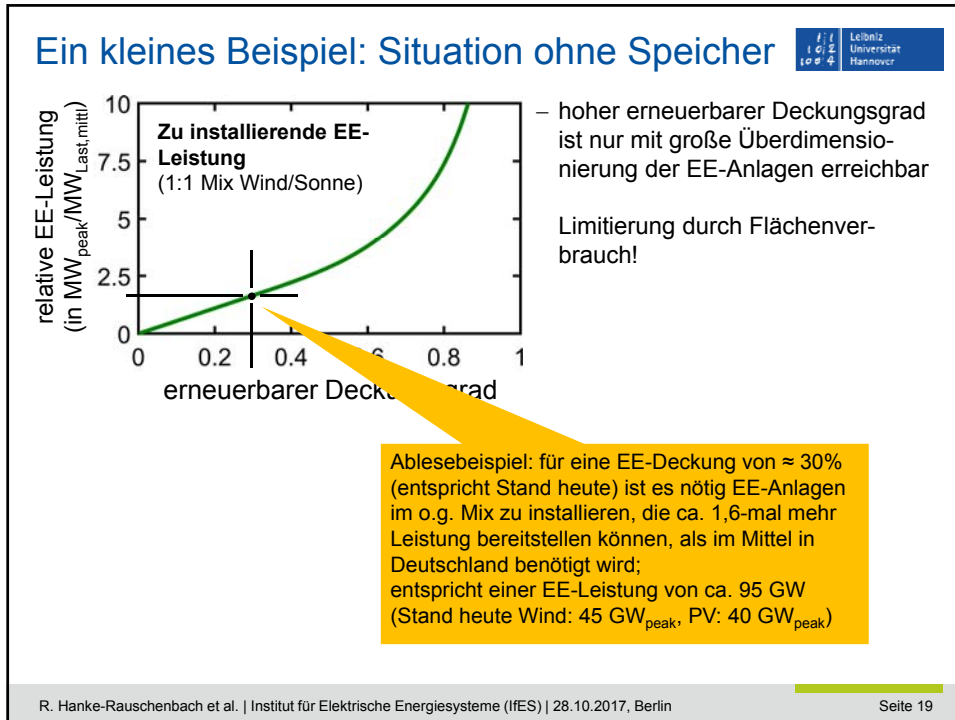 Ein kleines Beispiel: Situation ohne Speicher
Leibniz
Universität
Hannover
relative EE-Leistung
(in MWpeak/MWLast,mittl)
10
7.5
5
2.5
0
Zu installierende EE-
Leistung
(1:1 Mix Wind/Sonne)
0 0.2 0.4 0.8 1
erneuerbarer Deck grad
– hoher erneuerbarer Deckungsgrad
ist nur mit große Überdimensio-
nierung der EE-Anlagen erreichbar
Limitierung durch Flächenver-
brauch!
Ablesebeispiel: für eine EE-Deckung von ≈ 30%
(entspricht Stand heute) ist es nötig EE-Anlagen
im o.g. Mix zu installieren, die ca. 1,6-mal mehr
Leistung bereitstellen können, als im Mittel in
Deutschland benötigt wird;
entspricht einer EE-Leistung von ca. 95 GW
(Stand heute Wind: 45 GWpeak, PV: 40 GWpeak)
R. Hanke-Rauschenbach et al. | Institut für Elektrische Energiesysteme (IfES) | 28.10.2017, Berlin
Seite 19